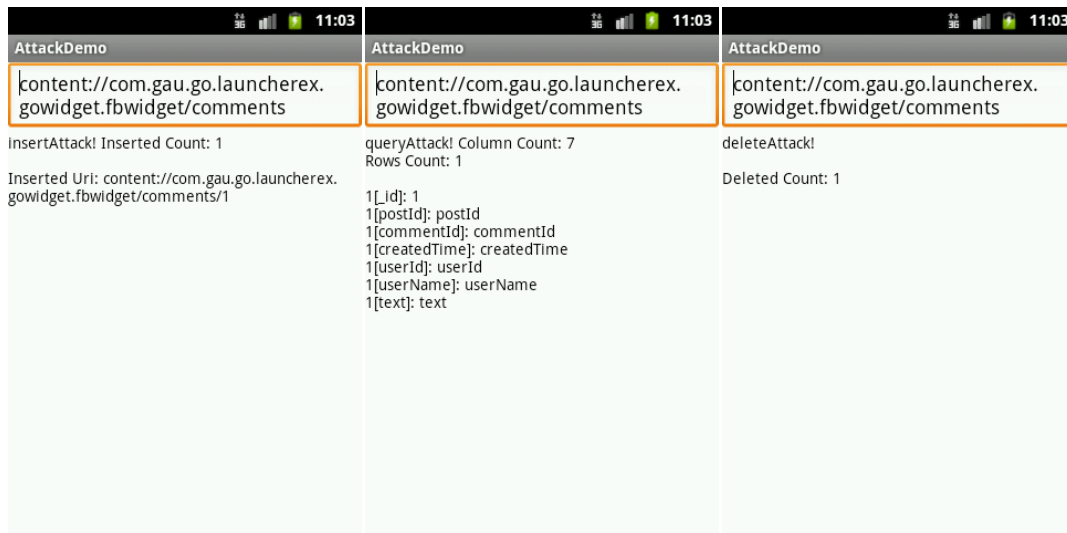 3G 11:03
AttackDemo
content://com.gau.go.launcherex.
gowidget.fbwidget/comments
insertAttack! Inserted Count: 1
Inserted Uri: content://com.gau.go.launcherex.
gowidget.fbwidget/comments/1
3G 11:03
AttackDemo
content://com.gau.go.launcherex.
gowidget.fbwidget/comments
queryAttack! Column Count: 7
Rows Count: 1
1[_id]: 1
1[postId]: postId
1[commentId]: commentId
1[createdTime]: createdTime
1[userId]: userId
1[userName]: userName
1[text]: text
3G 11:03
AttackDemo
content://com.gau.go.launcherex.
gowidget.fbwidget/comments
deleteAttack!
Deleted Count: 1